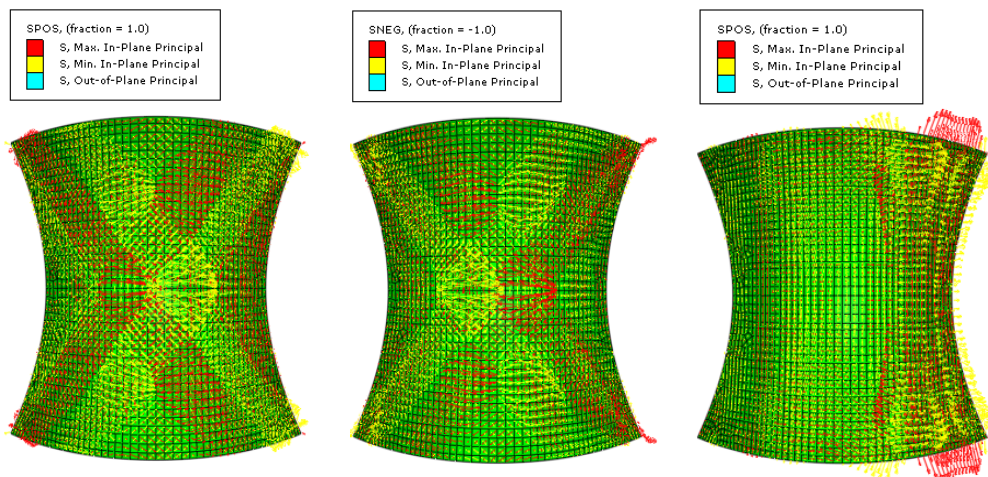 SPOS, (fraction = 1.0)
S, Max. In-Plane Principal
S, Min. In-Plane Principal
S, Out-of-Plane Principal
SNEG, (fraction = -1.0)
S, Max. In-Plane Principal
S, Min. In-Plane Principal
S, Out-of-Plane Principal
SPOS, (fraction = 1.0)
S, Max. In-Plane Principal
S, Min. In-Plane Principal
S, Out-of-Plane Principal